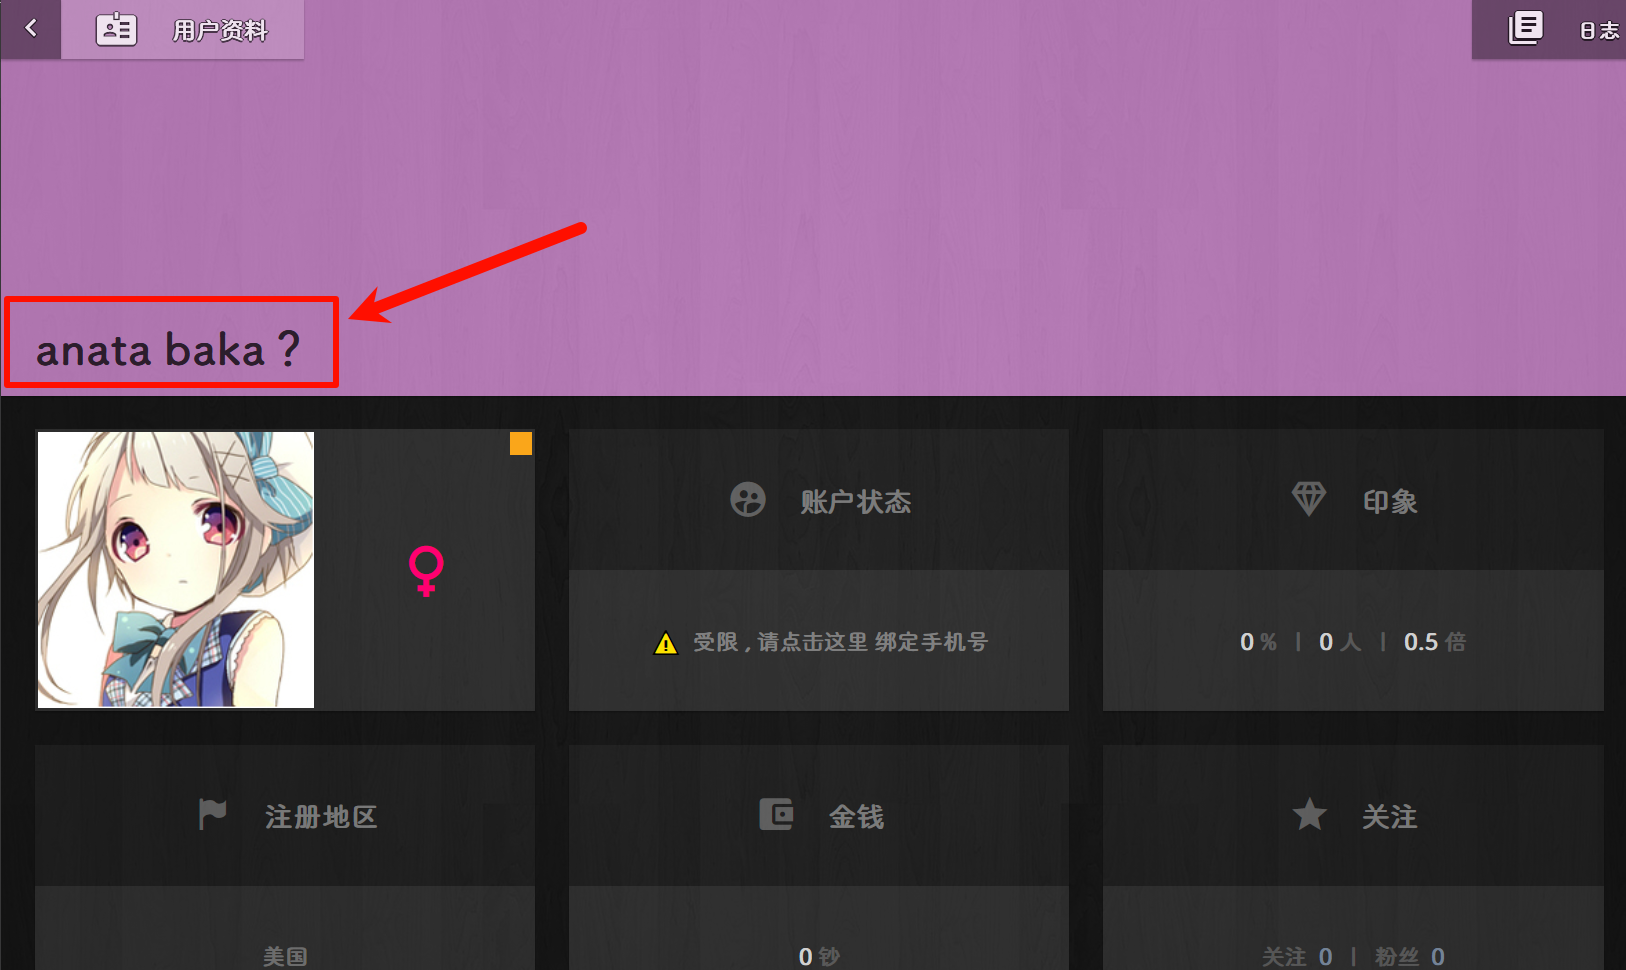 用户资料
日志
anata baka ?
账户状态
印象
受限 , 请点击这里 绑定手机号
0 % | 0 人 | 0.5 倍
注册地区
金钱
关注
美国
0 钞
关注 0 | 粉丝 0